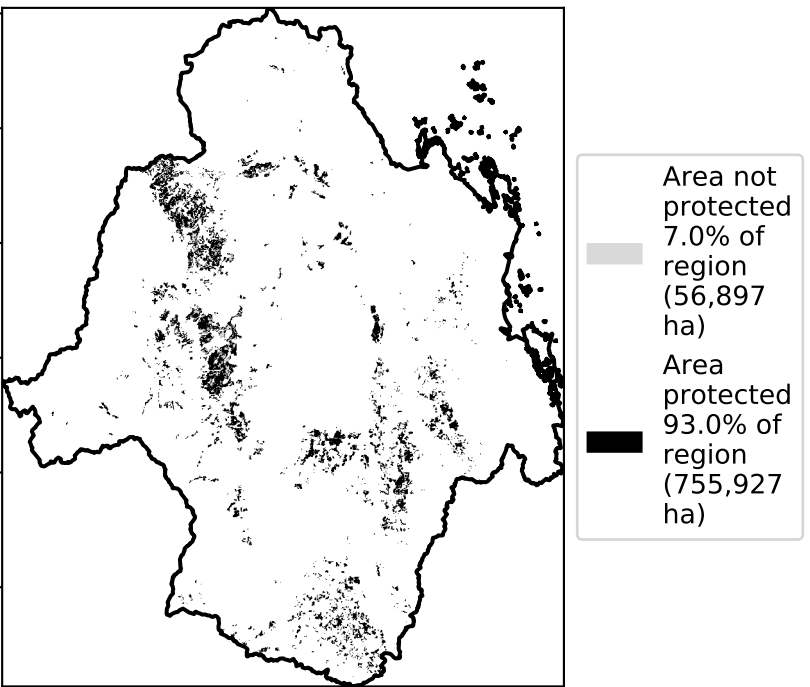 Area not
protected
7.0% of
region
(56,897
ha)
Area
protected
93.0% of
region
(755,927
ha)